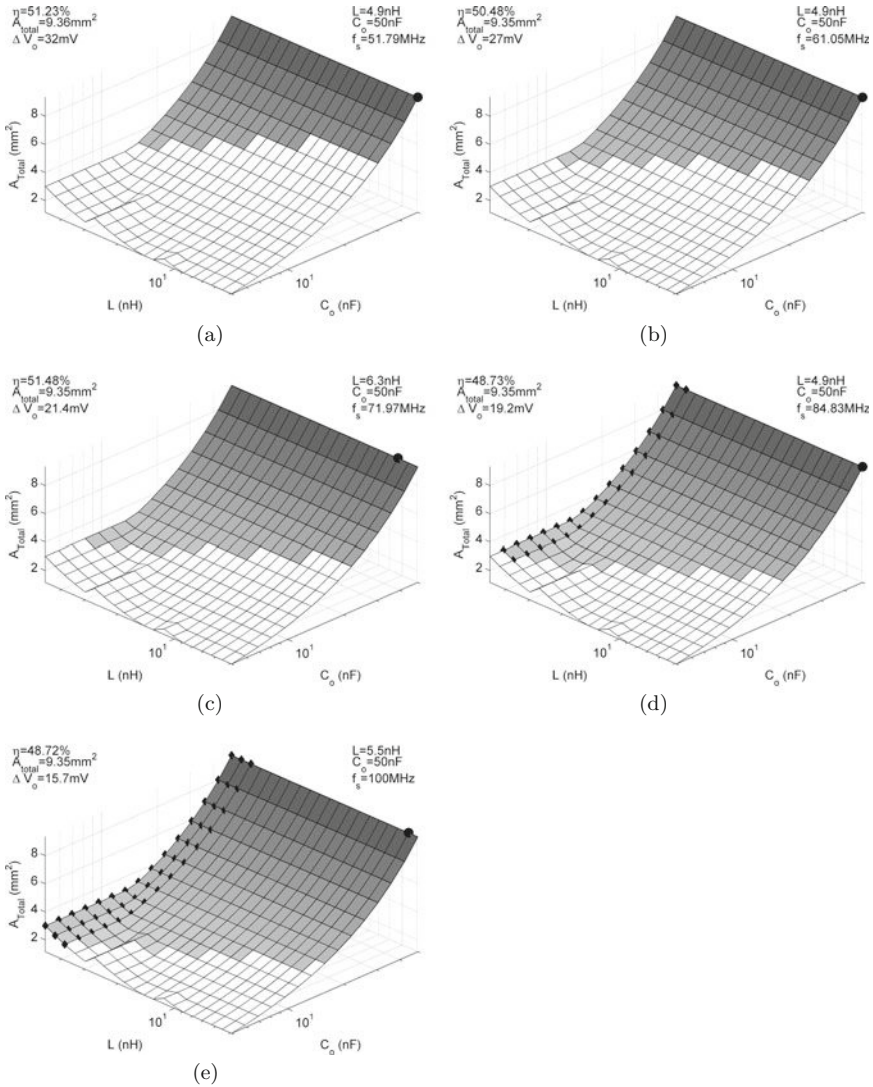 η=51.23%
A_total=9.36mm²
Δ V_o=32mV
L=4.9nH
C_o=50nF
f_s=51.79MHz
8
6
4
2
A_Total (mm²)
10¹
10¹
L (nH)
C_o (nF)
(a)
η=50.48%
A_total=9.35mm²
Δ V_o=27mV
L=4.9nH
C_o=50nF
f_s=61.05MHz
8
6
4
2
A_Total (mm²)
10¹
10¹
L (nH)
C_o (nF)
(b)
η=51.48%
A_total=9.35mm²
Δ V_o=21.4mV
L=6.3nH
C_o=50nF
f_s=71.97MHz
8
6
4
2
A_Total (mm²)
10¹
10¹
L (nH)
C_o (nF)
(c)
η=48.73%
A_total=9.35mm²
Δ V_o=19.2mV
L=4.9nH
C_o=50nF
f_s=84.83MHz
8
6
4
2
A_Total (mm²)
10¹
10¹
L (nH)
C_o (nF)
(d)
η=48.72%
A_total=9.35mm²
Δ V_o=15.7mV
L=5.5nH
C_o=50nF
f_s=100MHz
8
6
4
2
A_Total (mm²)
10¹
10¹
L (nH)
C_o (nF)
(e)